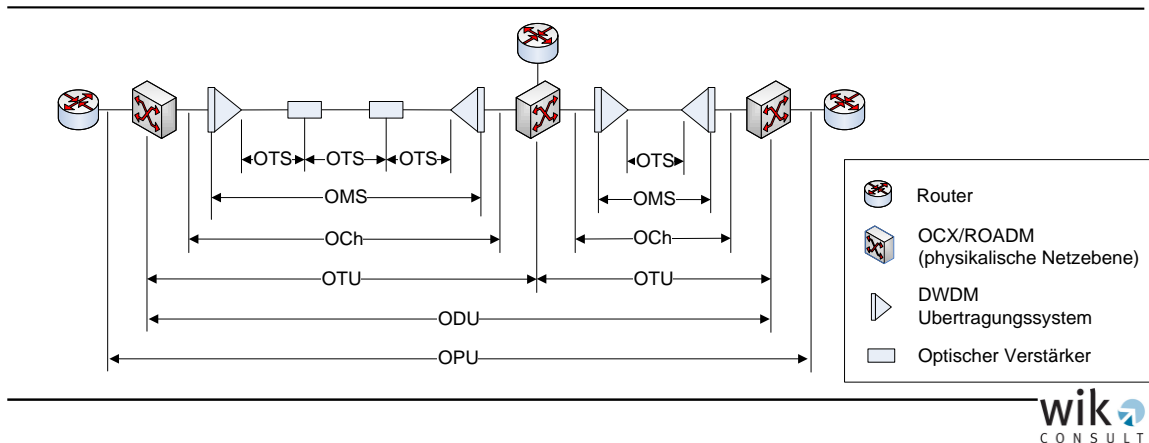 OTS OTS OTS OTS
OMS OMS
OCh OCh
OTU OTU
ODU
OPU
Router
OCX/ROADM
(physikalische Netzebene)
DWDM
Ubertragungssystem
Optischer Verstärker
wik
CONSULT